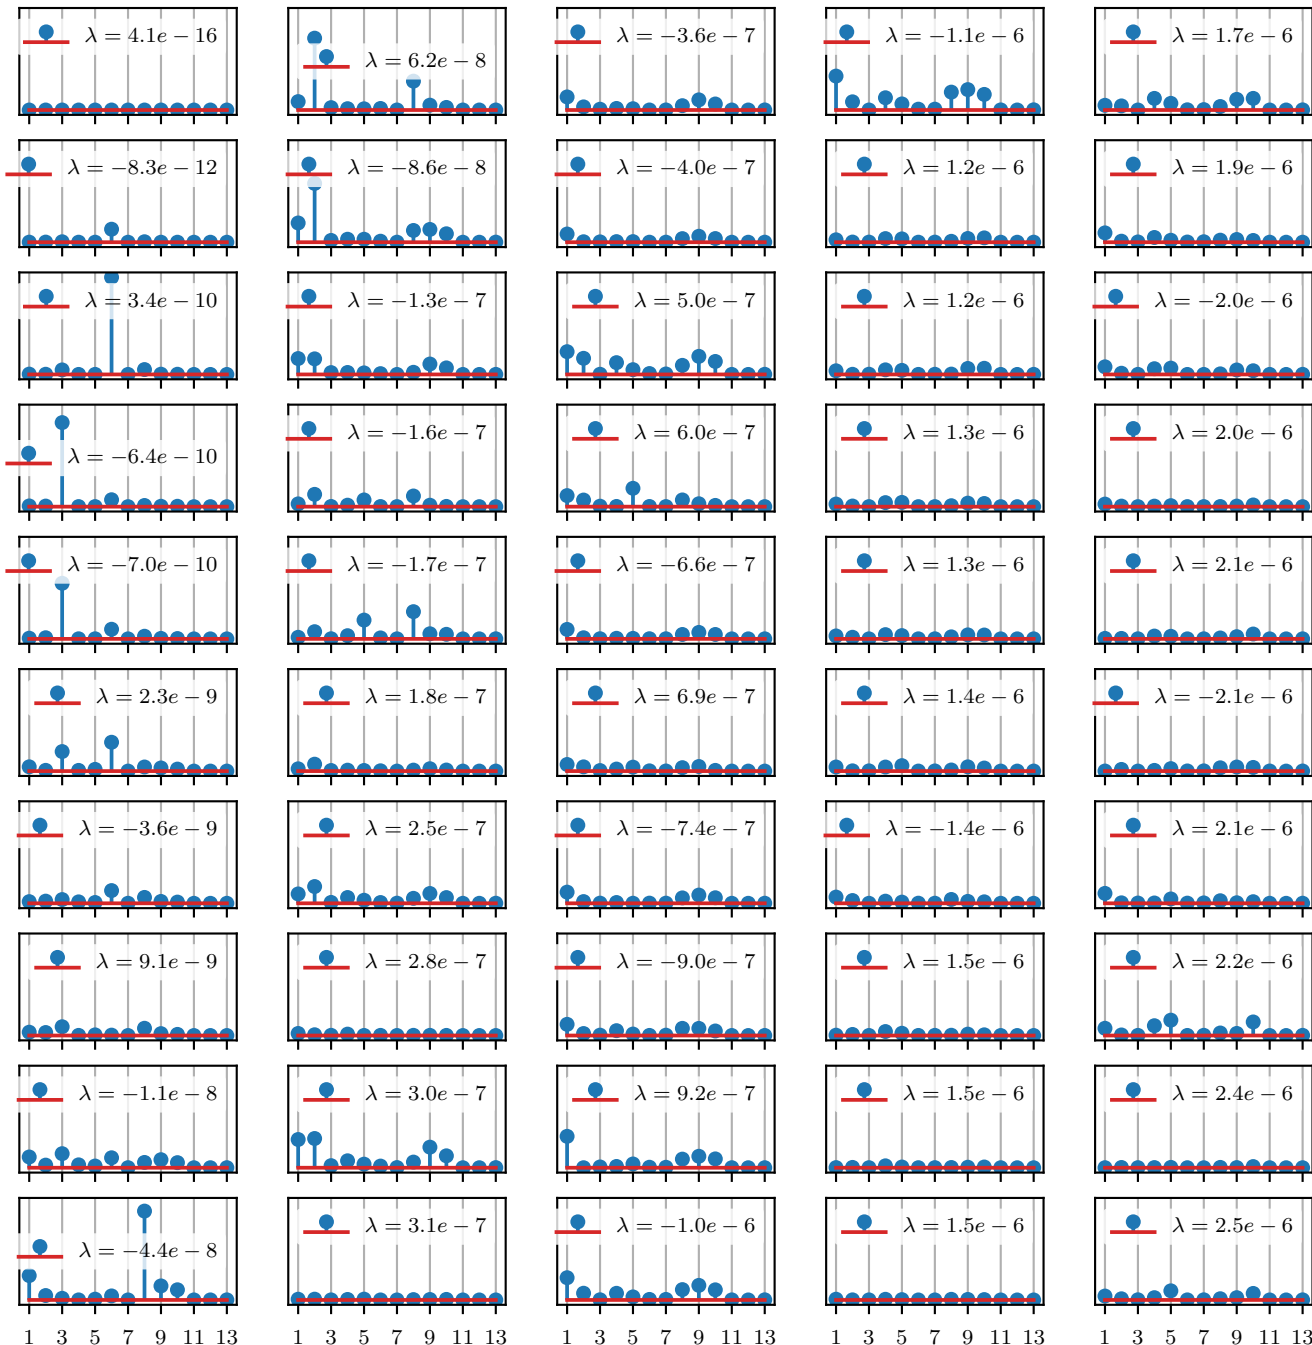 λ = 4.1e − 16
λ = 6.2e − 8
λ = −3.6e − 7
λ = −1.1e − 6
λ = 1.7e − 6
λ = −8.3e − 12
λ = −8.6e − 8
λ = −4.0e − 7
λ = 1.2e − 6
λ = 1.9e − 6
λ = 3.4e − 10
λ = −1.3e − 7
λ = 5.0e − 7
λ = 1.2e − 6
λ = −2.0e − 6
λ = −6.4e − 10
λ = −1.6e − 7
λ = 6.0e − 7
λ = 1.3e − 6
λ = 2.0e − 6
λ = −7.0e − 10
λ = −1.7e − 7
λ = −6.6e − 7
λ = 1.3e − 6
λ = 2.1e − 6
λ = 2.3e − 9
λ = 1.8e − 7
λ = 6.9e − 7
λ = 1.4e − 6
λ = −2.1e − 6
λ = −3.6e − 9
λ = 2.5e − 7
λ = −7.4e − 7
λ = −1.4e − 6
λ = 2.1e − 6
λ = 9.1e − 9
λ = 2.8e − 7
λ = −9.0e − 7
λ = 1.5e − 6
λ = 2.2e − 6
λ = −1.1e − 8
λ = 3.0e − 7
λ = 9.2e − 7
λ = 1.5e − 6
λ = 2.4e − 6
λ = −4.4e − 8
λ = 3.1e − 7
λ = −1.0e − 6
λ = 1.5e − 6
λ = 2.5e − 6
1 3 5 7 9 11 13
1 3 5 7 9 11 13
1 3 5 7 9 11 13
1 3 5 7 9 11 13
1 3 5 7 9 11 13